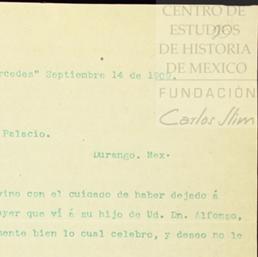 CENTRO DE
ESTUDIOS
DE HISTORIA
DE MEXICO
FUNDACIÓN
Carlos Slim
rcedes" Septiembre 14 de 1909.
Palacio.
Durango. Mex.
vino con el cuidado de haber dejado á
ayer que ví á su hijo de Ud. Dn. Alfonso,
mente bien lo cual celebro, y deseo no le